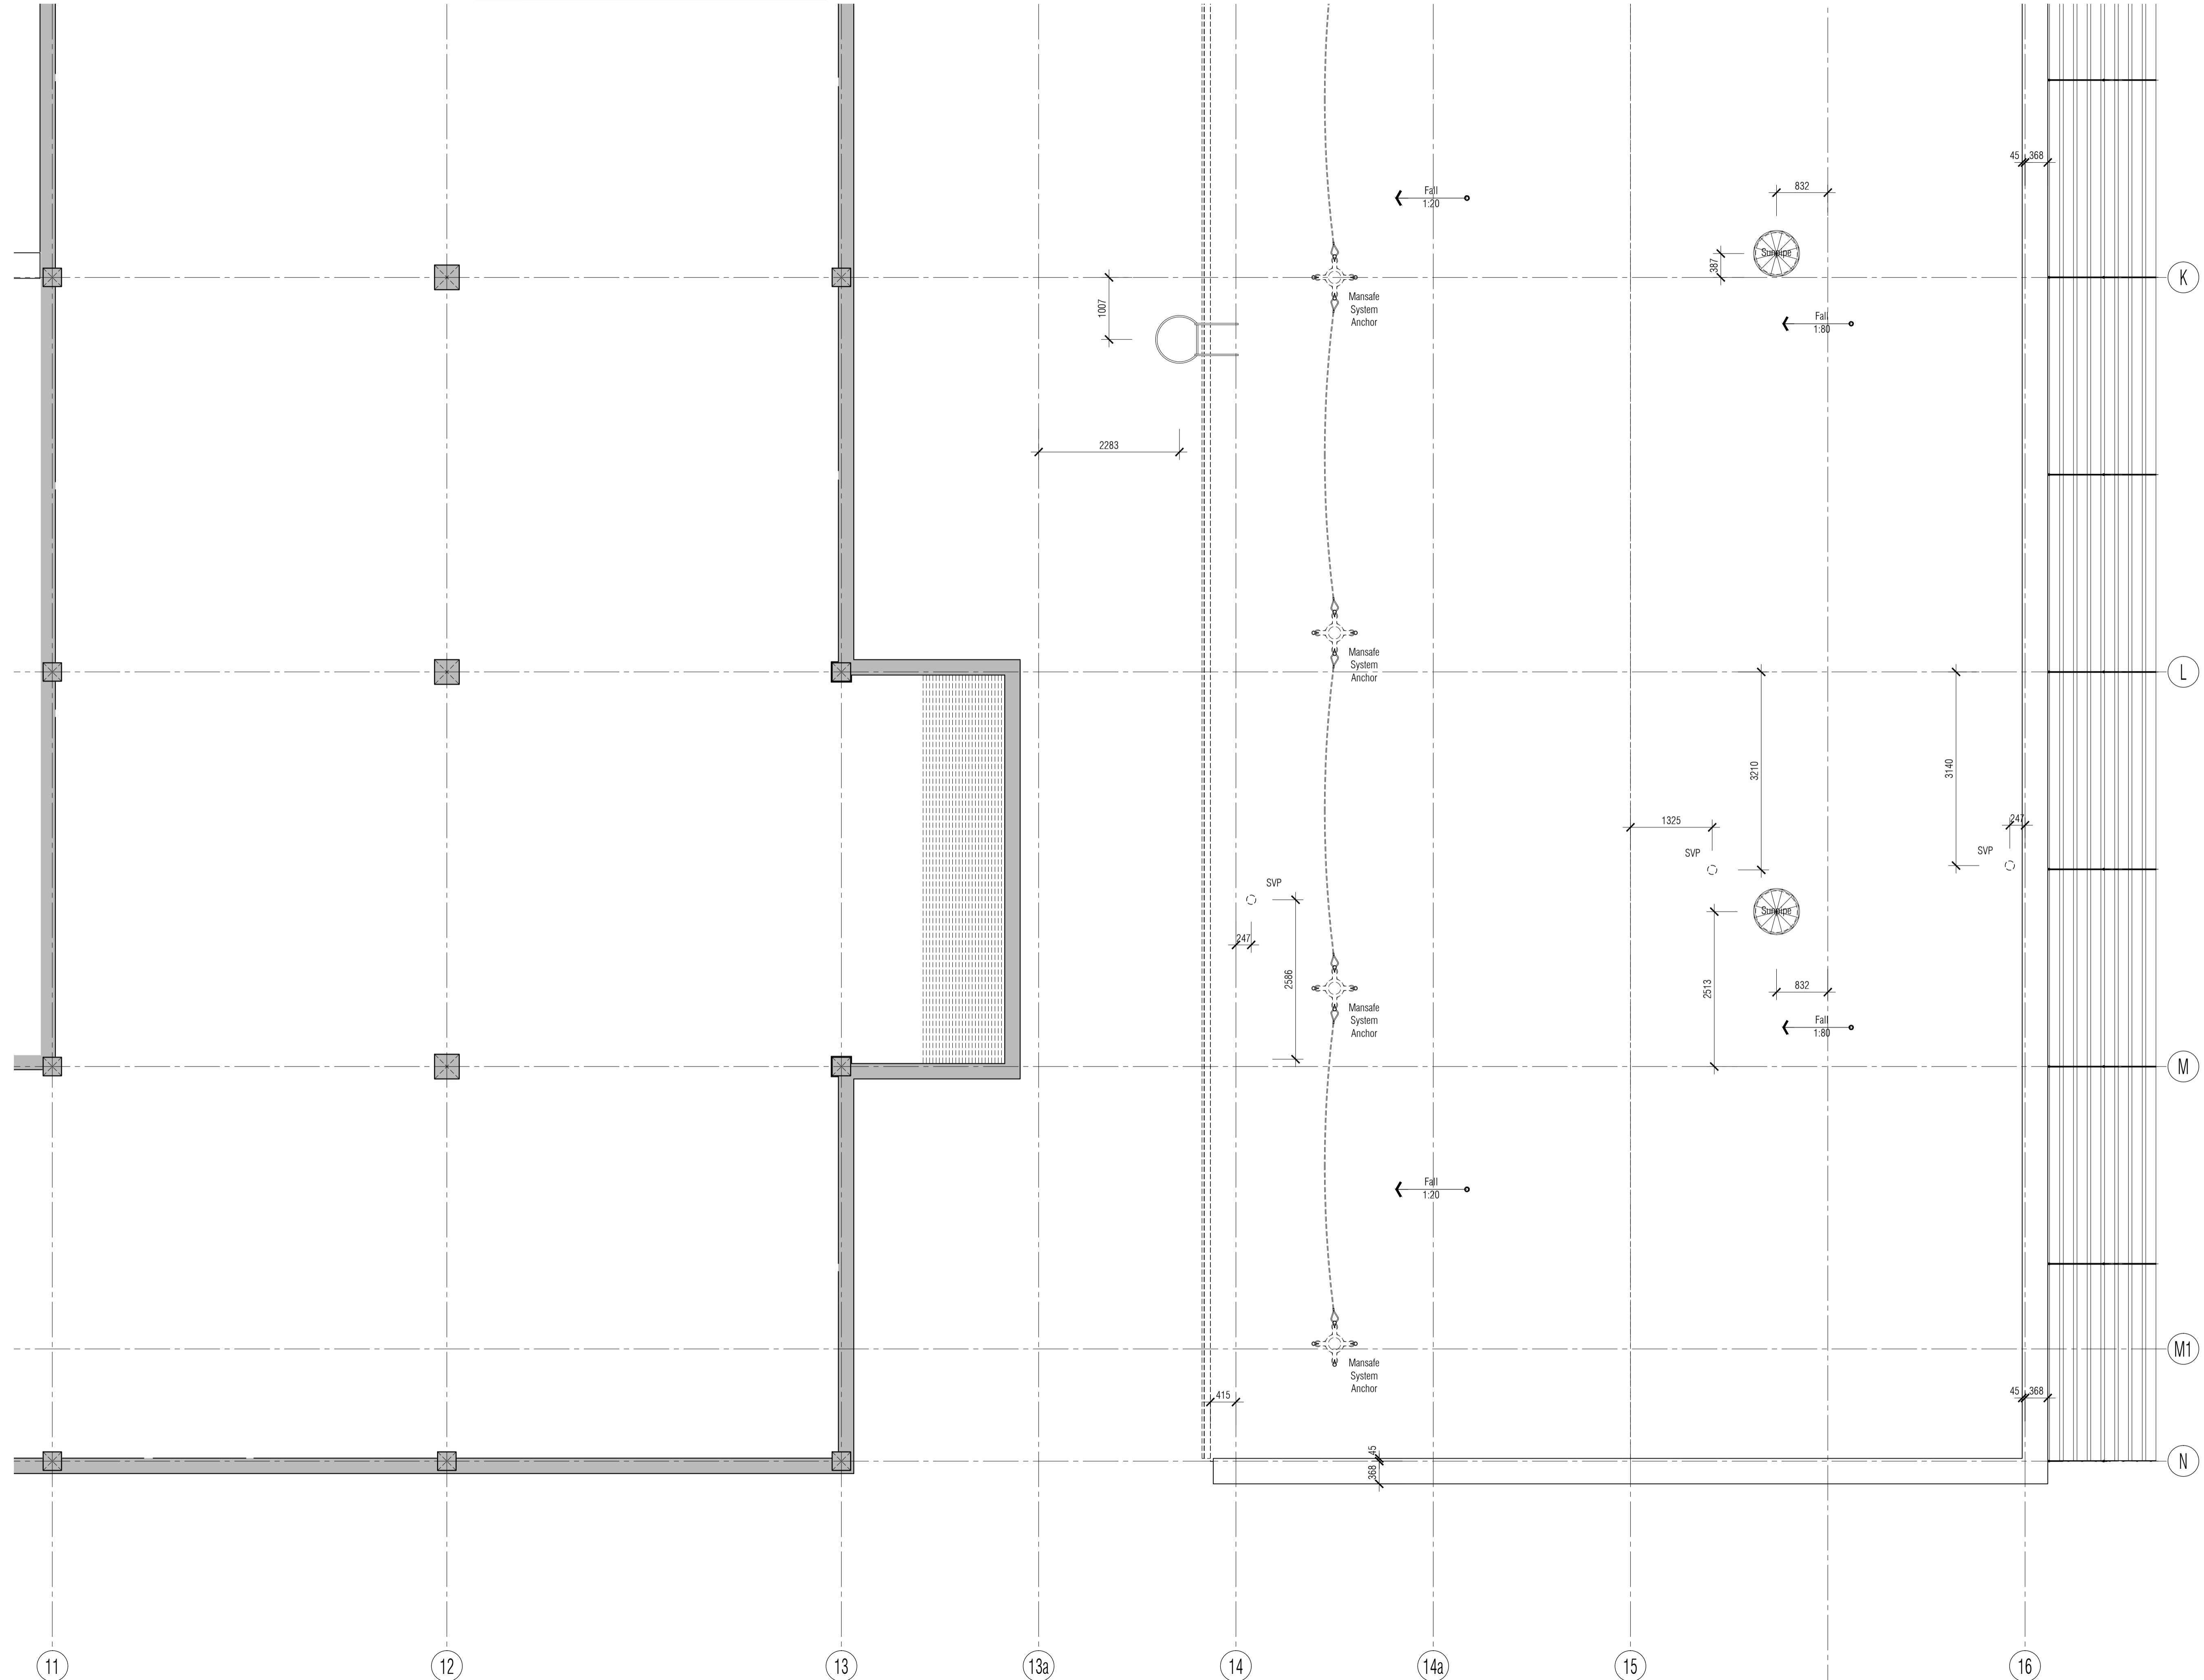 45
368
832
Fall
1:20
Sunpipe
387
K
1007
Mansafe
System
Anchor
Fall
1:80
2283
Mansafe
System
Anchor
L
3210
3140
1325
247
SVP
SVP
SVP
Sunpipe
247
2586
2513
832
Mansafe
System
Anchor
Fall
1:80
M
Fall
1:20
M1
Mansafe
System
Anchor
415
45
368
45
368
N
11
12
13
13a
14
14a
15
16